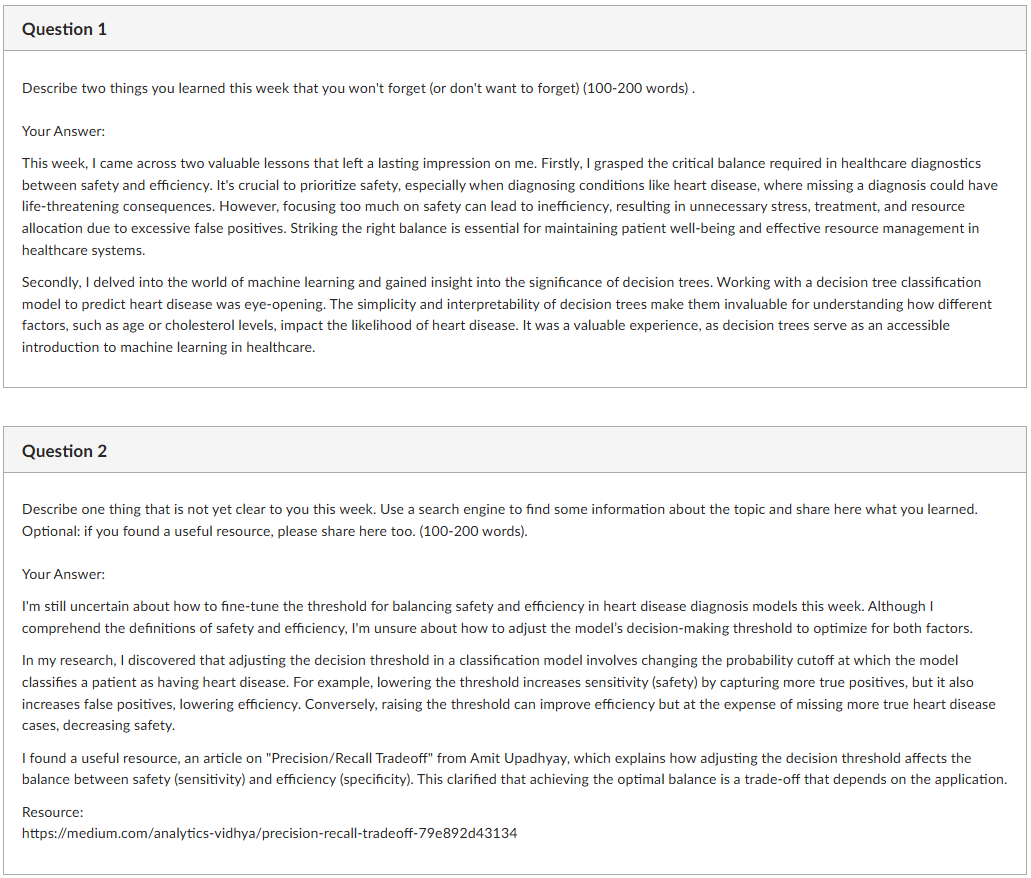 Question 1
Describe two things you learned this week that you won't forget (or don't want to forget) (100-200 words) .
Your Answer:
This week, I came across two valuable lessons that left a lasting impression on me. Firstly, I grasped the critical balance required in healthcare diagnostics
between safety and efficiency. It's crucial to prioritize safety, especially when diagnosing conditions like heart disease, where missing a diagnosis could have
life-threatening consequences. However, focusing too much on safety can lead to inefficiency, resulting in unnecessary stress, treatment, and resource
allocation due to excessive false positives. Striking the right balance is essential for maintaining patient well-being and effective resource management in
healthcare systems.
Secondly, I delved into the world of machine learning and gained insight into the significance of decision trees. Working with a decision tree classification
model to predict heart disease was eye-opening. The simplicity and interpretability of decision trees make them invaluable for understanding how different
factors, such as age or cholesterol levels, impact the likelihood of heart disease. It was a valuable experience, as decision trees serve as an accessible
introduction to machine learning in healthcare.
Question 2
Describe one thing that is not yet clear to you this week. Use a search engine to find some information about the topic and share here what you learned.
Optional: if you found a useful resource, please share here too. (100-200 words).
Your Answer:
I'm still uncertain about how to fine-tune the threshold for balancing safety and efficiency in heart disease diagnosis models this week. Although I
comprehend the definitions of safety and efficiency, I'm unsure about how to adjust the model's decision-making threshold to optimize for both factors.
In my research, I discovered that adjusting the decision threshold in a classification model involves changing the probability cutoff at which the model
classifies a patient as having heart disease. For example, lowering the threshold increases sensitivity (safety) by capturing more true positives, but it also
increases false positives, lowering efficiency. Conversely, raising the threshold can improve efficiency but at the expense of missing more true heart disease
cases, decreasing safety.
I found a useful resource, an article on "Precision/Recall Tradeoff" from Amit Upadhyay, which explains how adjusting the decision threshold affects the
balance between safety (sensitivity) and efficiency (specificity). This clarified that achieving the optimal balance is a trade-off that depends on the application.
Resource:
https://medium.com/analytics-vidhya/precision-recall-tradeoff-79e892d43134